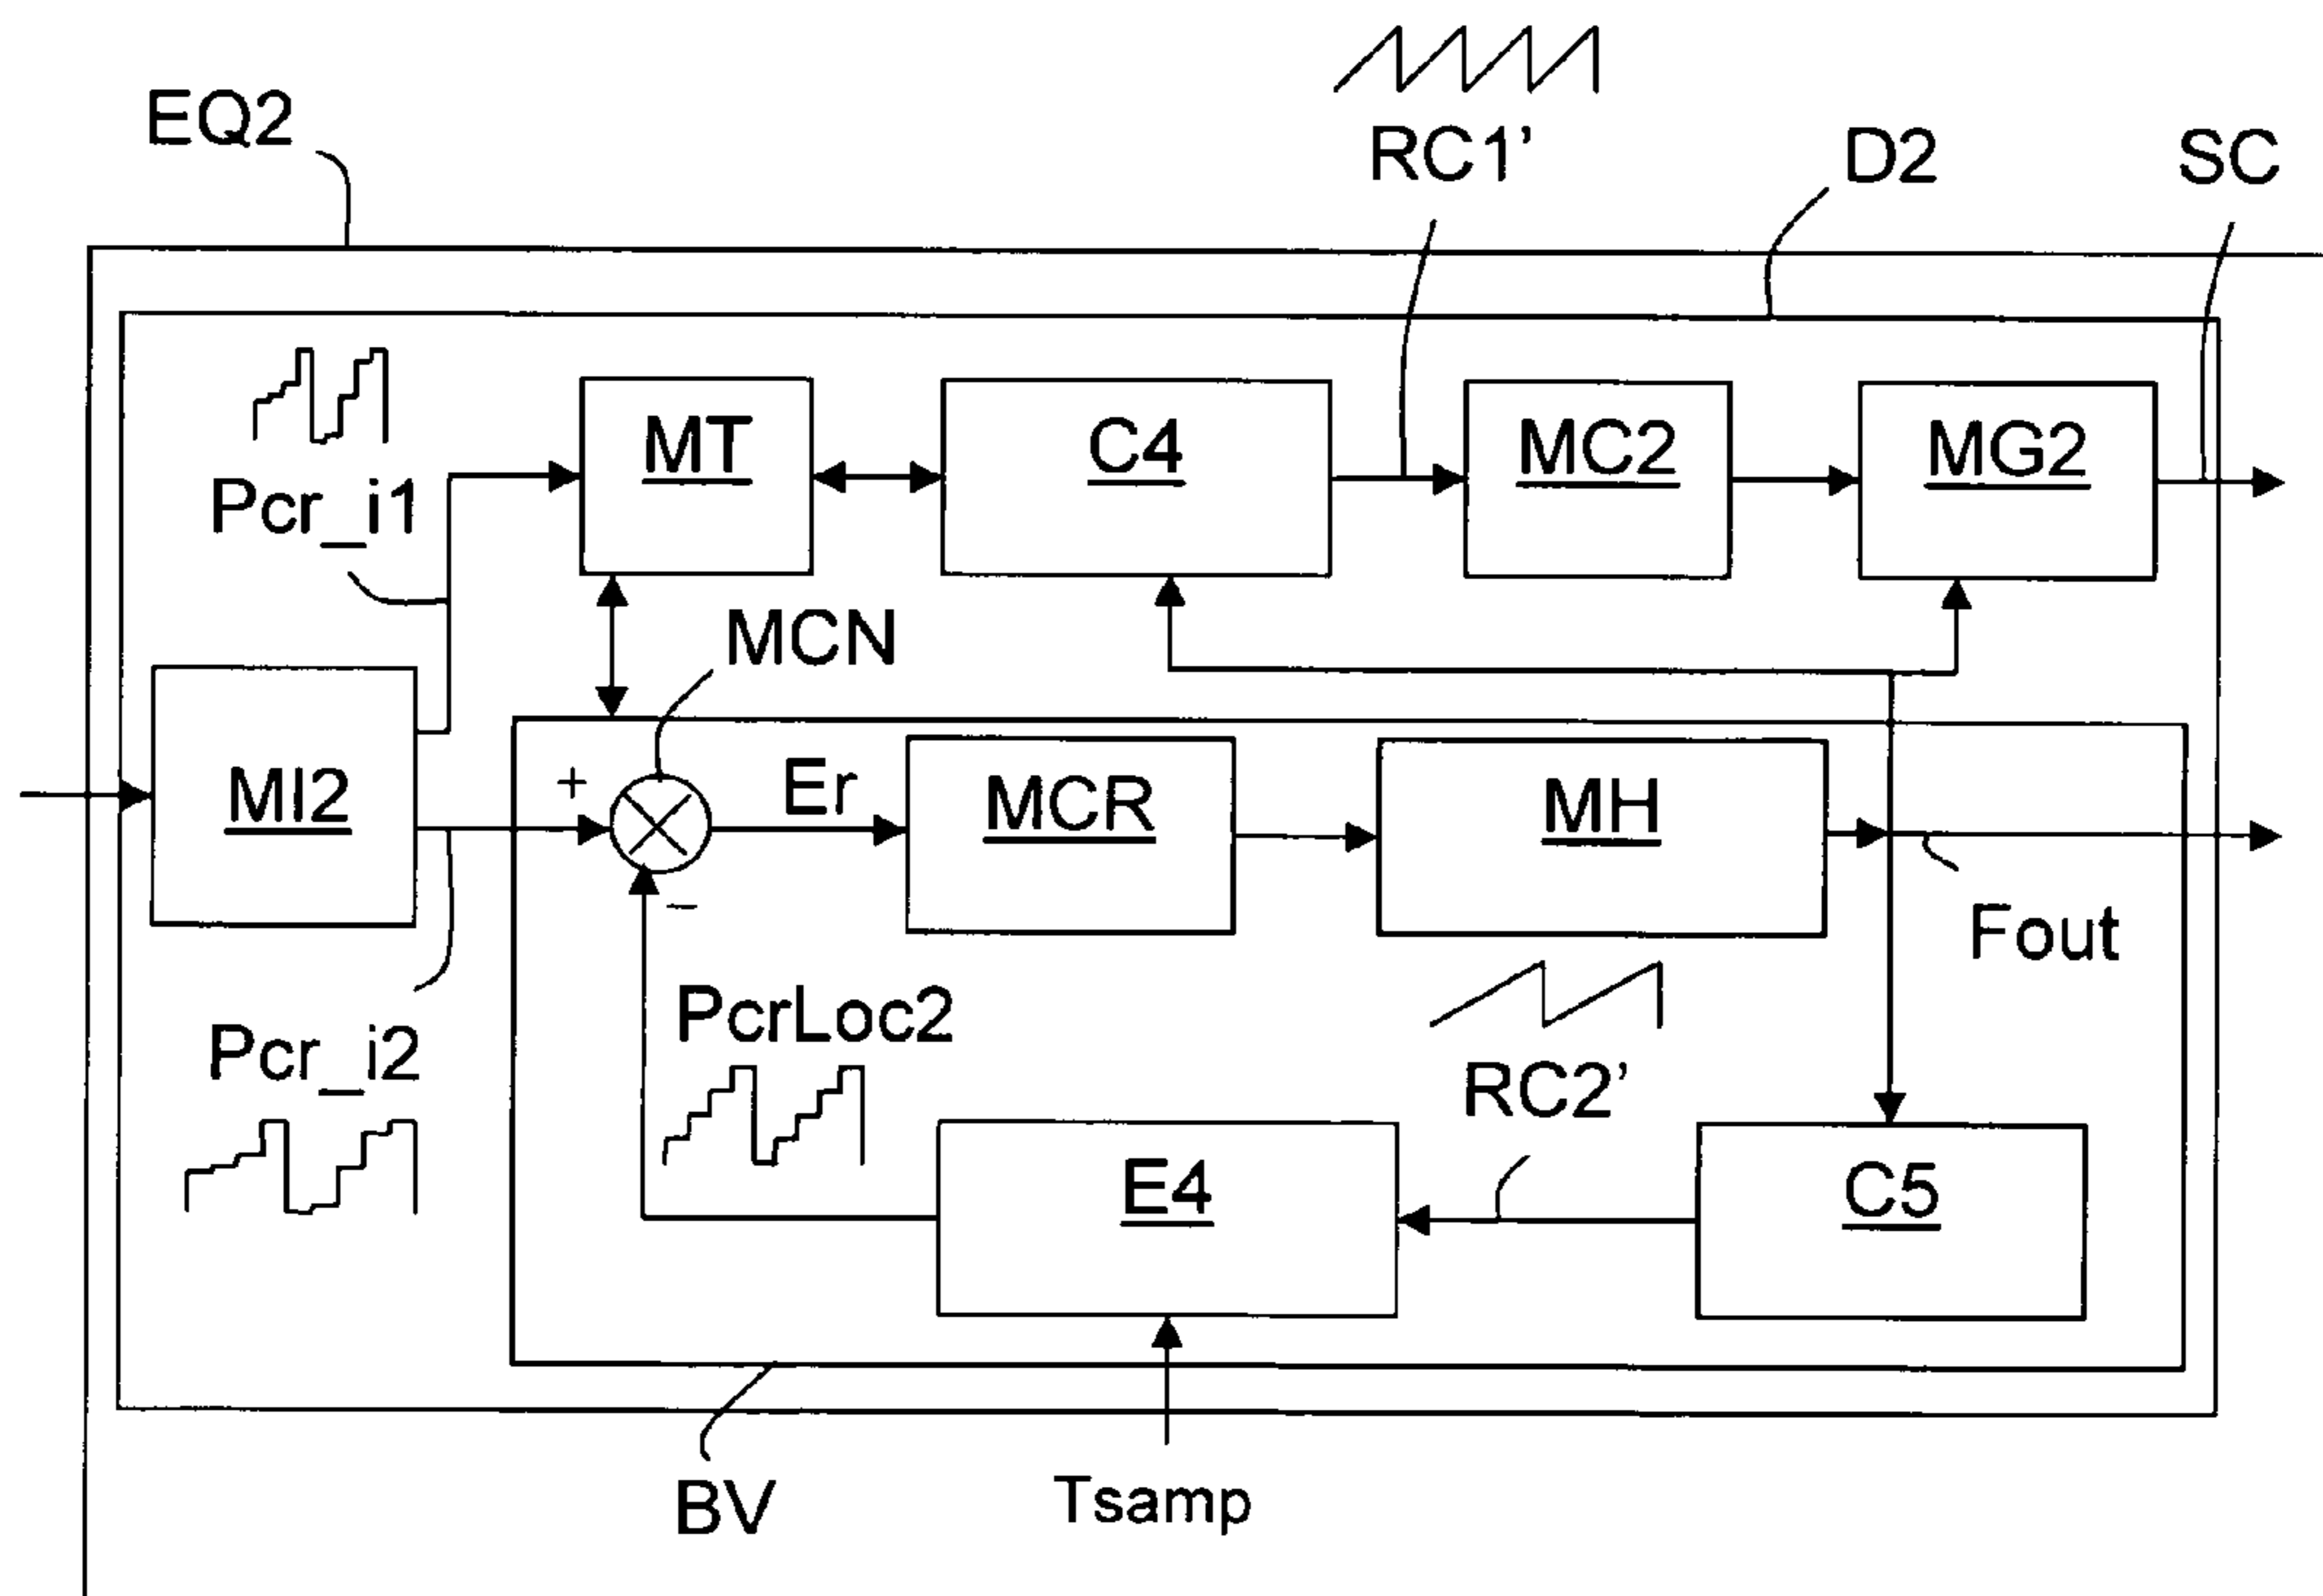 EQ2
RC1’
D2
SC
Pcr_i1
MT
C4
MC2
MG2
MCN
MI2
+
Er
MCR
MH
−
Fout
Pcr_i2
PcrLoc2
RC2’
E4
C5
BV
Tsamp